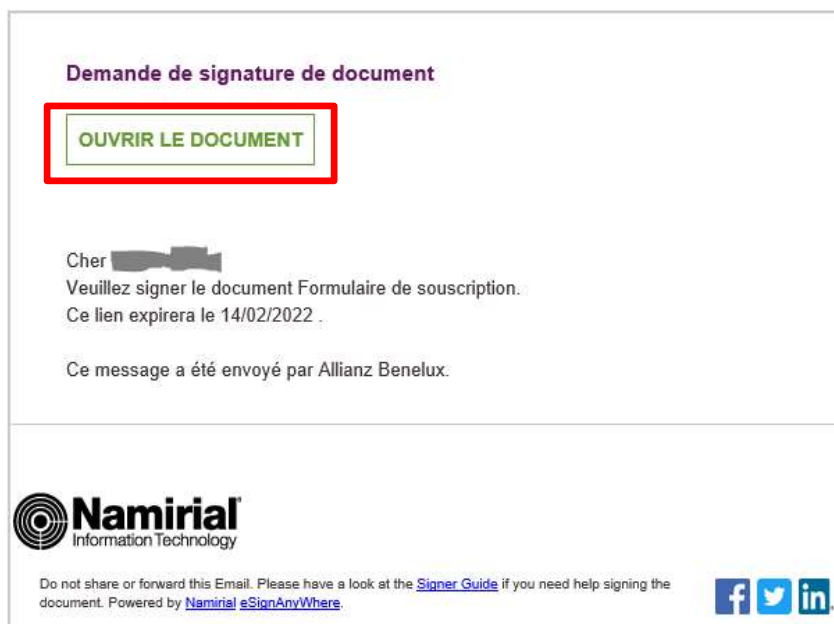 Demande de signature de document
OUVRIR LE DOCUMENT
Cher
Veuillez signer le document Formulaire de souscription.
Ce lien expirera le 14/02/2022 .
Ce message a été envoyé par Allianz Benelux.
Namirial
Information Technology
Do not share or forward this Email. Please have a look at the Signer Guide if you need help signing the
document. Powered by Namirial eSignAnyWhere.